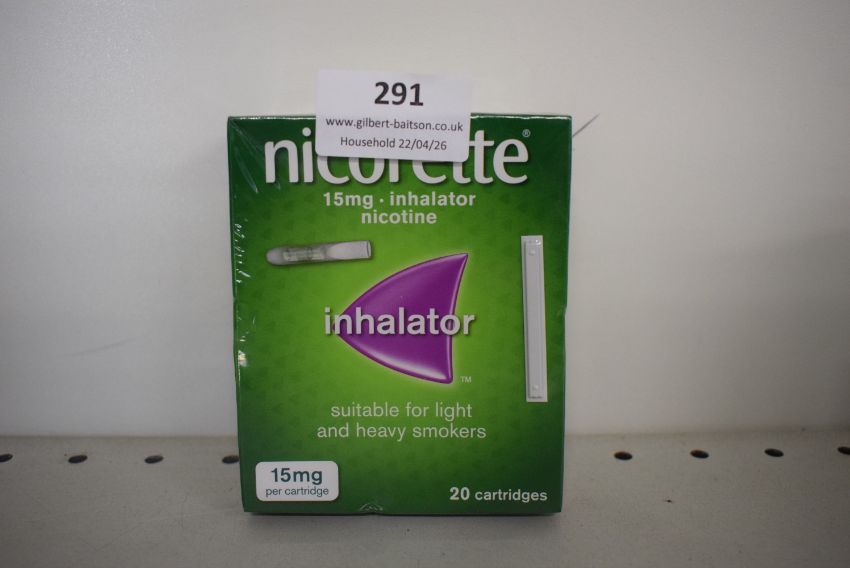 291
www.gilbert-baitson.co.uk
Household 22/04/26
nicorette®
15mg · inhalator
nicotine
inhalator
™
suitable for light
and heavy smokers
15mg
per cartridge
20 cartridges